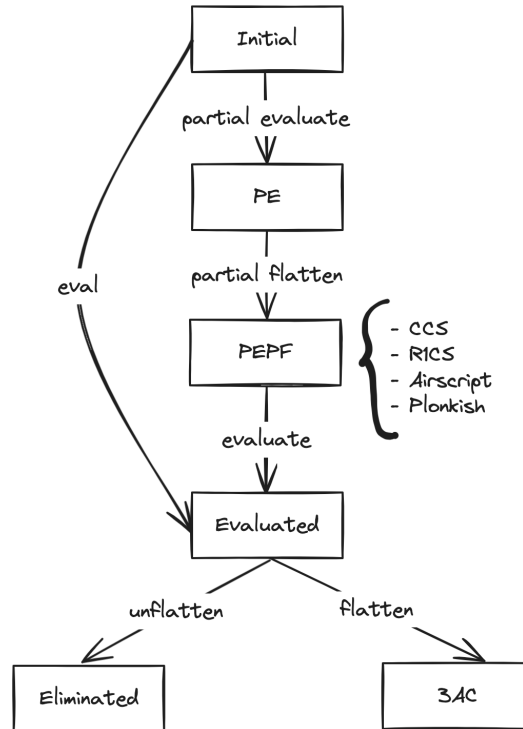 Initial
partial evaluate
PE
partial flatten
eval
PEPF
- CCS
- R1CS
- Airscript
- Plonkish
evaluate
Evaluated
unflatten
flatten
Eliminated
3AC